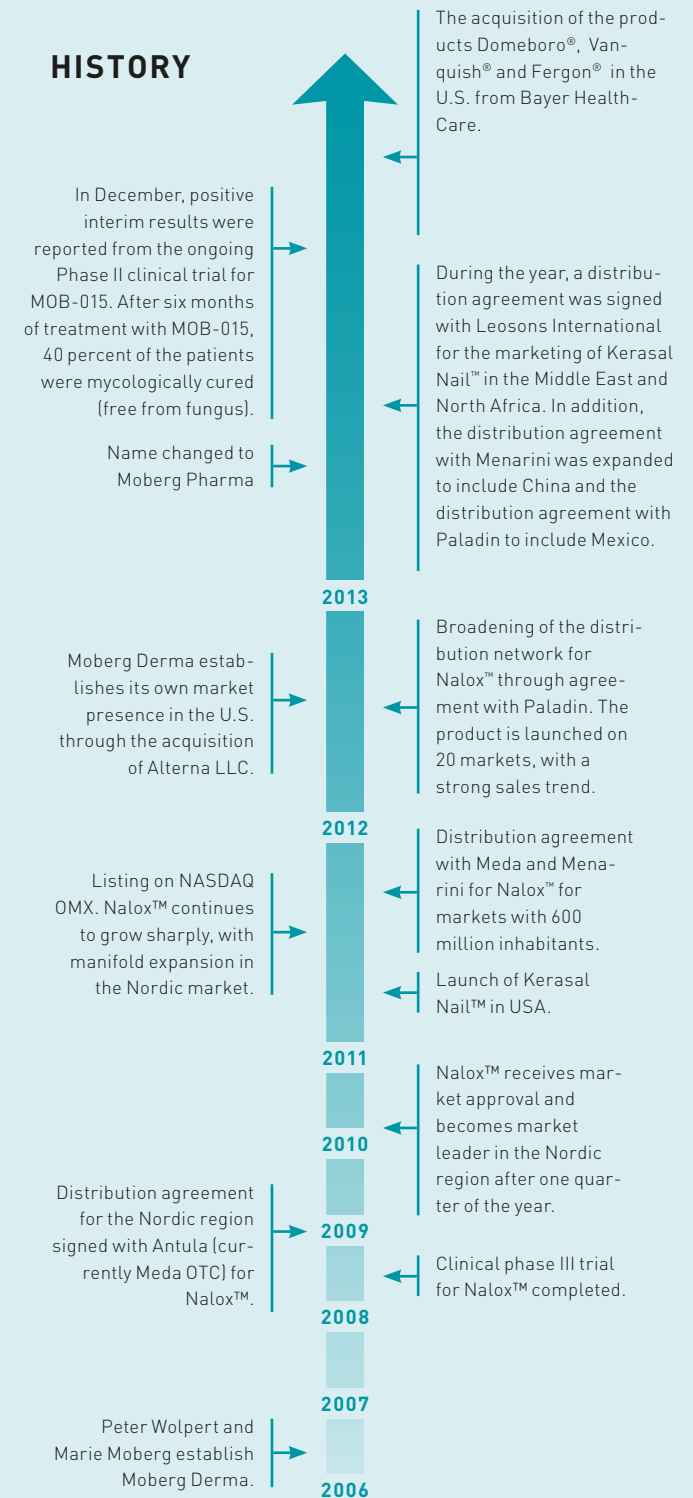 HISTORY
The acquisition of the prod-
ucts Domeboro®, Van-
quish® and Fergon® in the
U.S. from Bayer Health-
Care.
In December, positive
interim results were
reported from the ongoing
Phase II clinical trial for
MOB-015. After six months
of treatment with MOB-015,
40 percent of the patients
were mycologically cured
(free from fungus).
During the year, a distribu-
tion agreement was signed
with Leosons International
for the marketing of Kerasal
Nail™ in the Middle East and
North Africa. In addition,
the distribution agreement
with Menarini was expanded
to include China and the
distribution agreement with
Paladin to include Mexico.
Name changed to
Moberg Pharma
2013
Moberg Derma estab-
lishes its own market
presence in the U.S.
through the acquisition
of Alterna LLC.
Broadening of the distri-
bution network for
Nalox™ through agree-
ment with Paladin. The
product is launched on
20 markets, with a
strong sales trend.
2012
Listing on NASDAQ
OMX. Nalox™ continues
to grow sharply, with
manifold expansion in
the Nordic market.
Distribution agreement
with Meda and Mena-
rini for Nalox™ for
markets with 600
million inhabitants.
Launch of Kerasal
Nail™ in USA.
2011
Nalox™ receives mar-
ket approval and
becomes market
leader in the Nordic
region after one quar-
ter of the year.
2010
Distribution agreement
for the Nordic region
signed with Antula (cur-
rently Meda OTC) for
Nalox™.
2009
Clinical phase III trial
for Nalox™ completed.
2008
2007
Peter Wolpert and
Marie Moberg establish
Moberg Derma.
2006